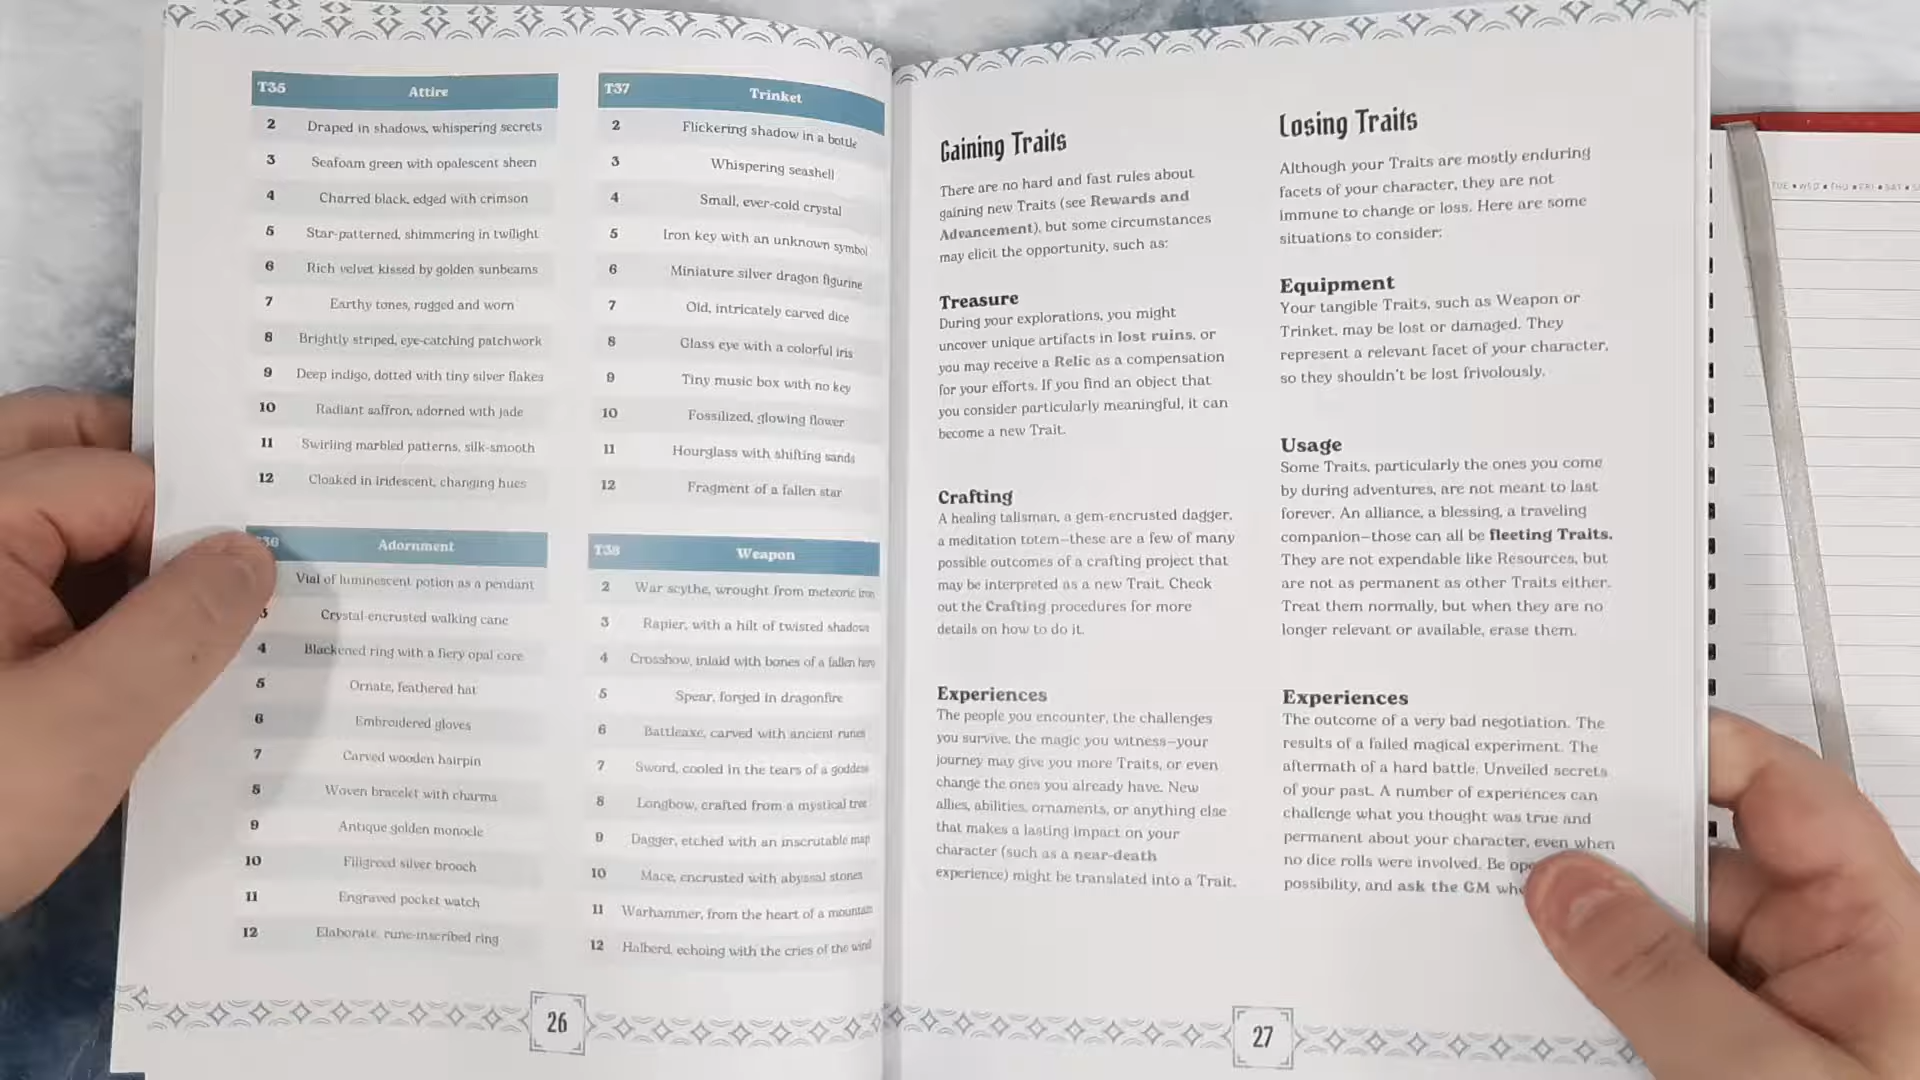 T35 Attire
2 Draped in shadows, whispering secrets
3 Seafoam green with opalescent sheen
4 Charred black, edged with crimson
5 Star-patterned, shimmering in twilight
6 Rich velvet kissed by golden sunbeams
7 Earthy tones, rugged and worn
8 Brightly striped, eye-catching patchwork
9 Deep indigo, dotted with tiny silver flakes
10 Radiant saffron, adorned with jade
11 Swirling marbled patterns, silk-smooth
12 Cloaked in iridescent, changing hues
36 Adornment
Vial of luminescent potion as a pendant
3 Crystal-encrusted walking cane
4 Blackened ring with a fiery opal core
5 Ornate, feathered hat
6 Embroidered gloves
7 Carved wooden hairpin
8 Woven bracelet with charms
9 Antique golden monocle
10 Filigreed silver brooch
11 Engraved pocket watch
12 Elaborate, rune-inscribed ring
T37 Trinket
2 Flickering shadow in a bottle
3 Whispering seashell
4 Small, ever-cold crystal
5 Iron key with an unknown symbol
6 Miniature silver dragon figurine
7 Old, intricately carved dice
8 Glass eye with a colorful iris
9 Tiny music box with no key
10 Fossilized, glowing flower
11 Hourglass with shifting sands
12 Fragment of a fallen star
T38 Weapon
2 War scythe, wrought from meteoric iron
3 Rapier, with a hilt of twisted shadows
4 Crossbow, inlaid with bones of a fallen hero
5 Spear, forged in dragonfire
6 Battleaxe, carved with ancient runes
7 Sword, cooled in the tears of a goddess
8 Longbow, crafted from a mystical tree
9 Dagger, etched with an inscrutable map
10 Mace, encrusted with abyssal stones
11 Warhammer, from the heart of a mountain
12 Halberd, echoing with the cries of the wind
26
Gaining Traits
There are no hard and fast rules about
gaining new Traits (see Rewards and
Advancement), but some circumstances
may elicit the opportunity, such as:
Treasure
During your explorations, you might
uncover unique artifacts in lost ruins, or
you may receive a Relic as a compensation
for your efforts. If you find an object that
you consider particularly meaningful, it can
become a new Trait.
Crafting
A healing talisman, a gem-encrusted dagger,
a meditation totem—these are a few of many
possible outcomes of a crafting project that
may be interpreted as a new Trait. Check
out the Crafting procedures for more
details on how to do it.
Experiences
The people you encounter, the challenges
you survive, the magic you witness—your
journey may give you more Traits, or even
change the ones you already have. New
allies, abilities, ornaments, or anything else
that makes a lasting impact on your
character (such as a near-death
experience) might be translated into a Trait.
Losing Traits
Although your Traits are mostly enduring
facets of your character, they are not
immune to change or loss. Here are some
situations to consider:
Equipment
Your tangible Traits, such as Weapon or
Trinket, may be lost or damaged. They
represent a relevant facet of your character,
so they shouldn't be lost frivolously.
Usage
Some Traits, particularly the ones you come
by during adventures, are not meant to last
forever. An alliance, a blessing, a traveling
companion—those can all be fleeting Traits.
They are not expendable like Resources, but
are not as permanent as other Traits either.
Treat them normally, but when they are no
longer relevant or available, erase them.
Experiences
The outcome of a very bad negotiation. The
results of a failed magical experiment. The
aftermath of a hard battle. Unveiled secrets
of your past. A number of experiences can
challenge what you thought was true and
permanent about your character, even when
no dice rolls were involved. Be
possibility, and ask the GM
27
TUE • WED • THU • FRI • SAT